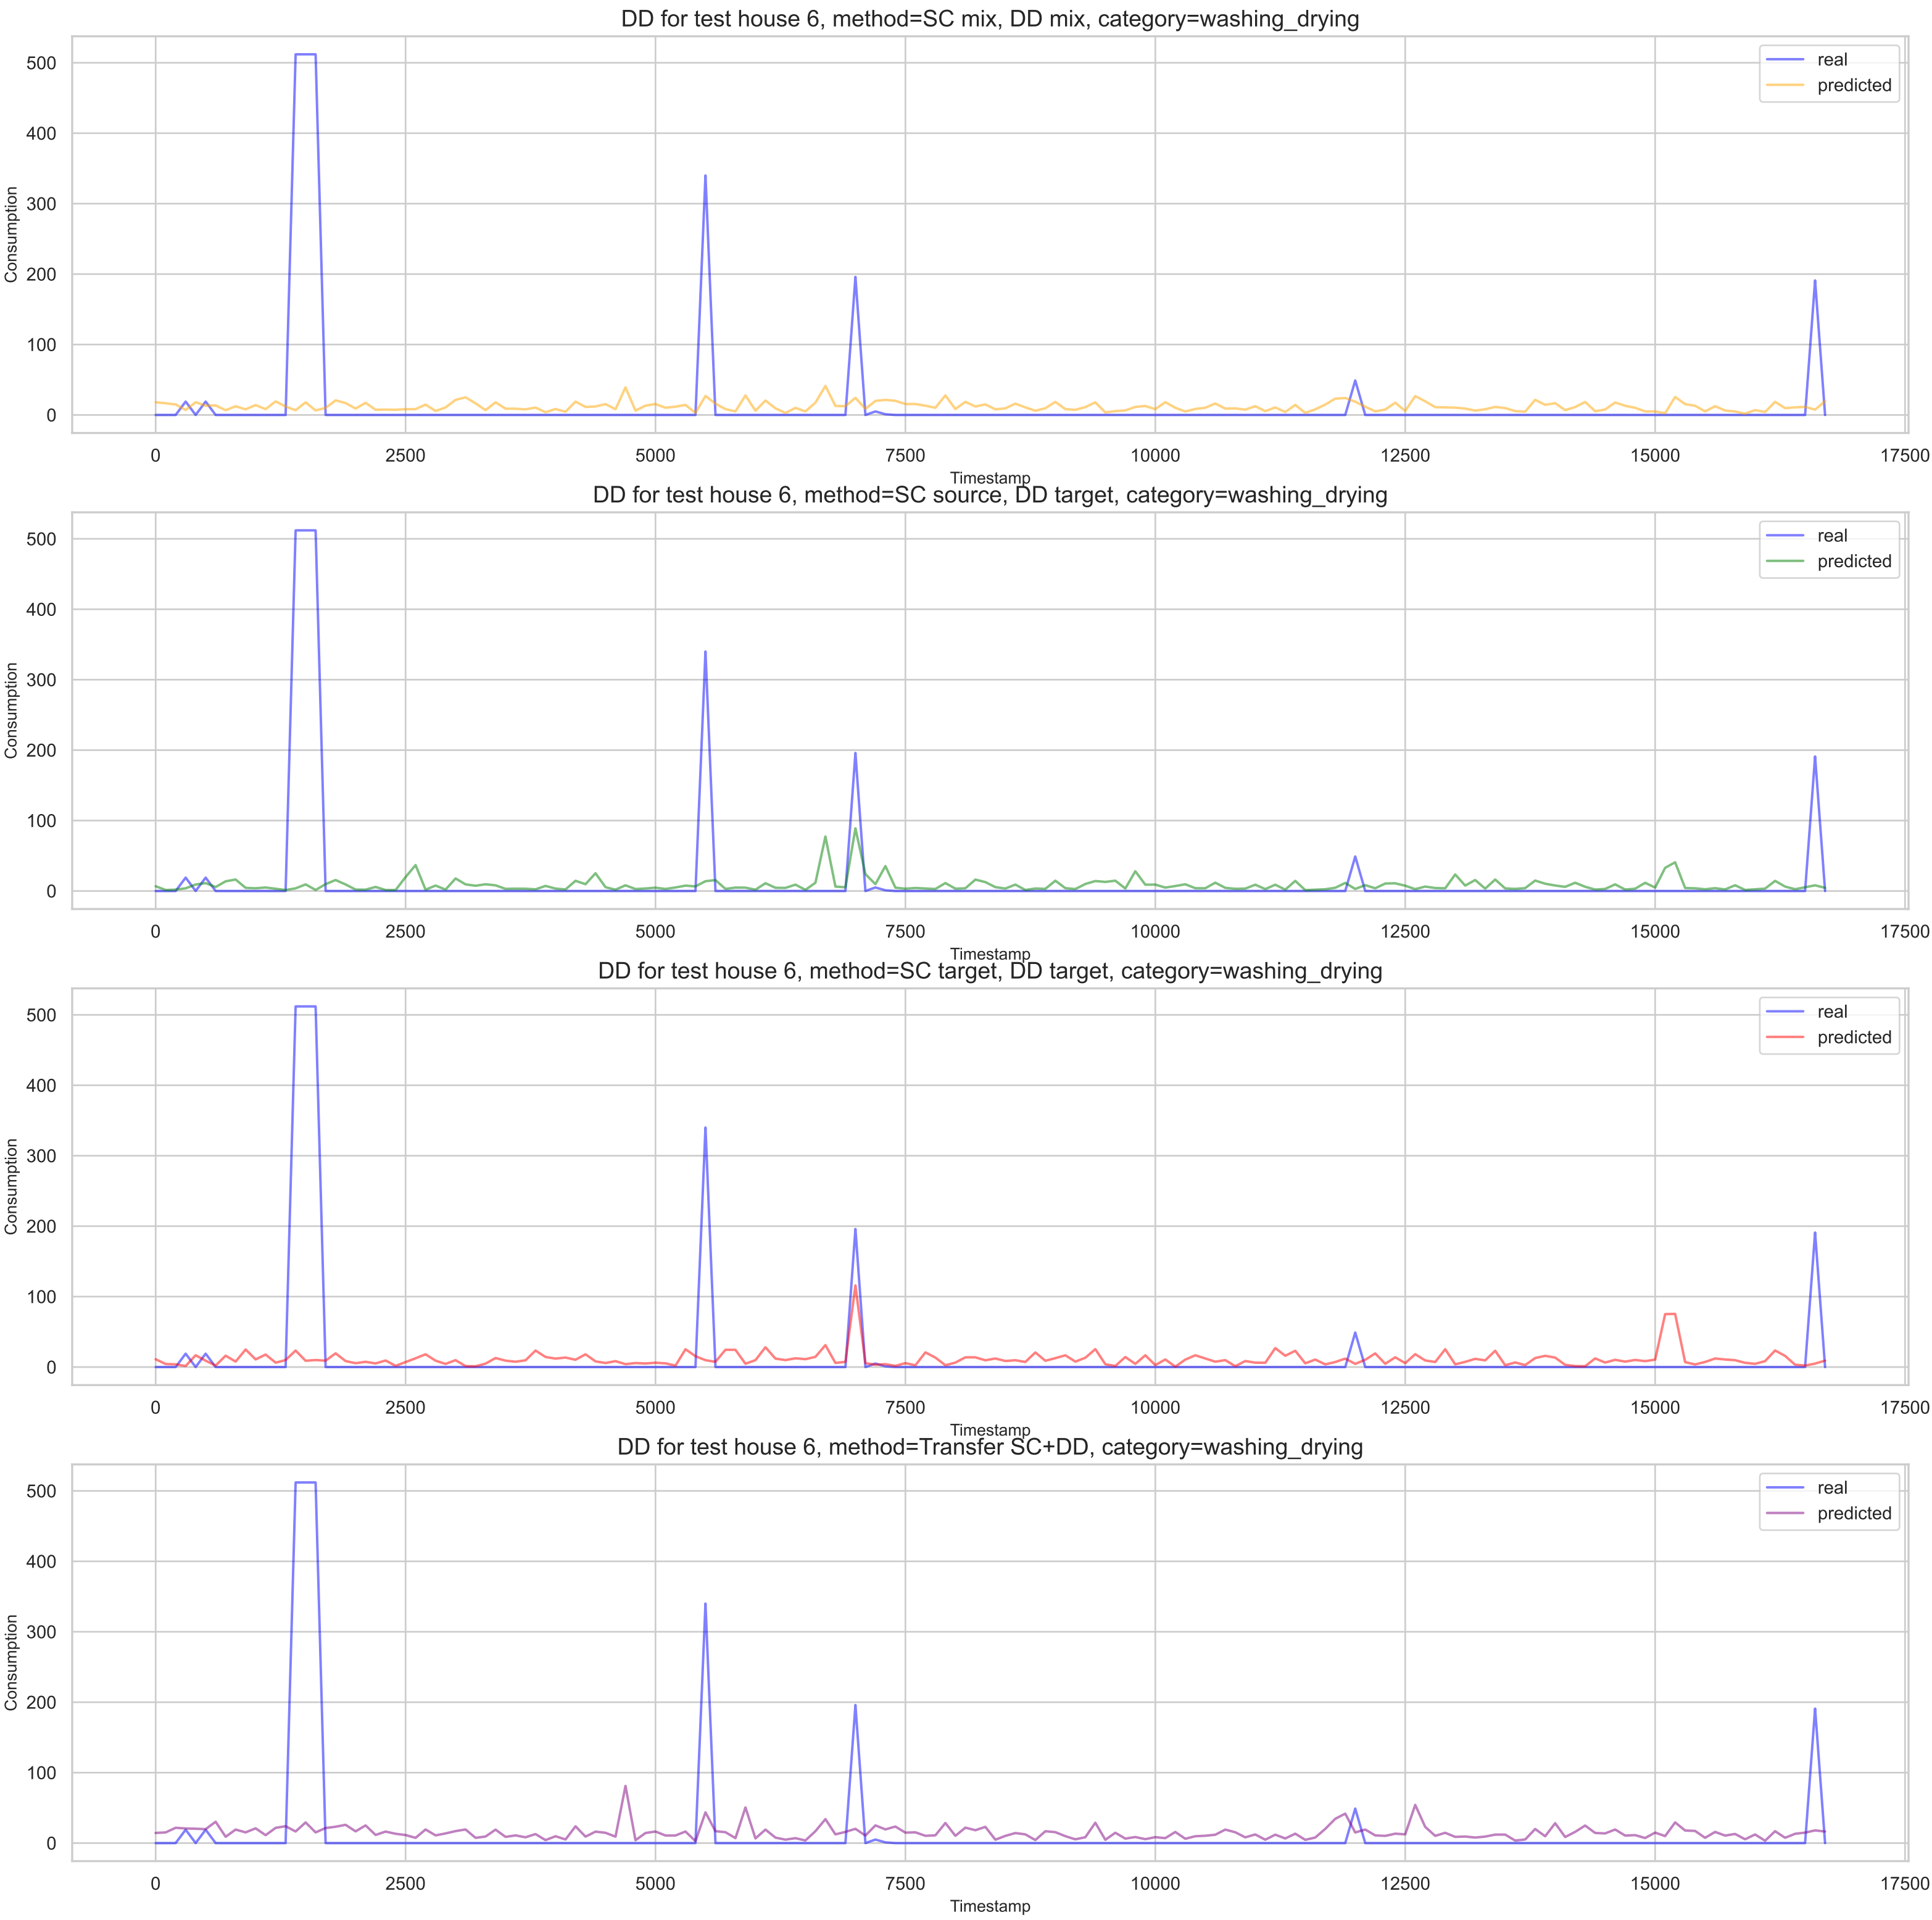 DD for test house 6, method=SC mix, DD mix, category=washing_drying
500
400
300
200
100
0
Consumption
real
predicted
0 2500 5000 7500 10000 12500 15000 17500
Timestamp
DD for test house 6, method=SC source, DD target, category=washing_drying
500
400
300
200
100
0
Consumption
real
predicted
0 2500 5000 7500 10000 12500 15000 17500
Timestamp
DD for test house 6, method=SC target, DD target, category=washing_drying
500
400
300
200
100
0
Consumption
real
predicted
0 2500 5000 7500 10000 12500 15000 17500
Timestamp
DD for test house 6, method=Transfer SC+DD, category=washing_drying
500
400
300
200
100
0
Consumption
real
predicted
0 2500 5000 7500 10000 12500 15000 17500
Timestamp